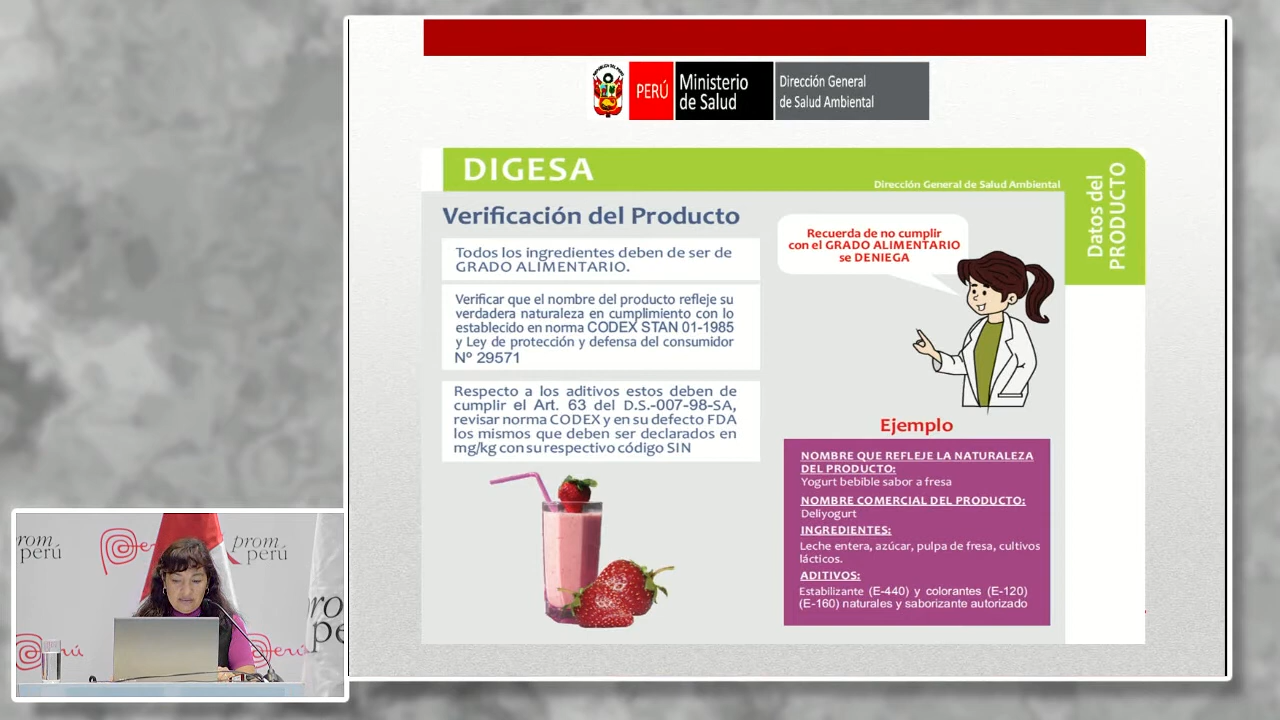 PERÚ
Ministerio
de Salud
Dirección General
de Salud Ambiental
DIGESA
Dirección General de Salud Ambiental
Datos del
PRODUCTO
Verificación del Producto
Todos los ingredientes deben de ser de
GRADO ALIMENTARIO.
Verificar que el nombre del producto refleje su
verdadera naturaleza en cumplimiento con lo
establecido en norma CODEX STAN 01-1985
y Ley de protección y defensa del consumidor
Nº 29571
Respecto a los aditivos estos deben de
cumplir el Art. 63 del D.S.-007-98-SA,
revisar norma CODEX y en su defecto FDA
los mismos que deben ser declarados en
mg/kg con su respectivo código SIN
Recuerda de no cumplir
con el GRADO ALIMENTARIO
se DENIEGA
Ejemplo
NOMBRE QUE REFLEJE LA NATURALEZA
DEL PRODUCTO:
Yogurt bebible sabor a fresa
NOMBRE COMERCIAL DEL PRODUCTO:
Deliyogurt
INGREDIENTES:
Leche entera, azúcar, pulpa de fresa, cultivos
lácticos.
ADITIVOS:
Estabilizante (E-440) y colorantes (E-120)
(E-160) naturales y saborizante autorizado
prom
perú